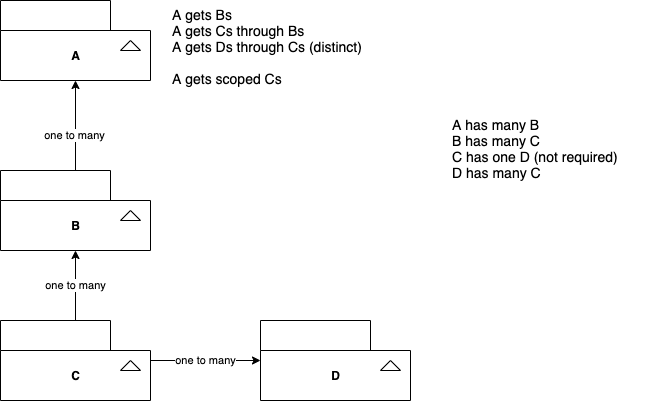 A gets Bs
A gets Cs through Bs
A gets Ds through Cs (distinct)
A gets scoped Cs
A
one to many
A has many B
B has many C
C has one D (not required)
D has many C
B
one to many
C
one to many
D